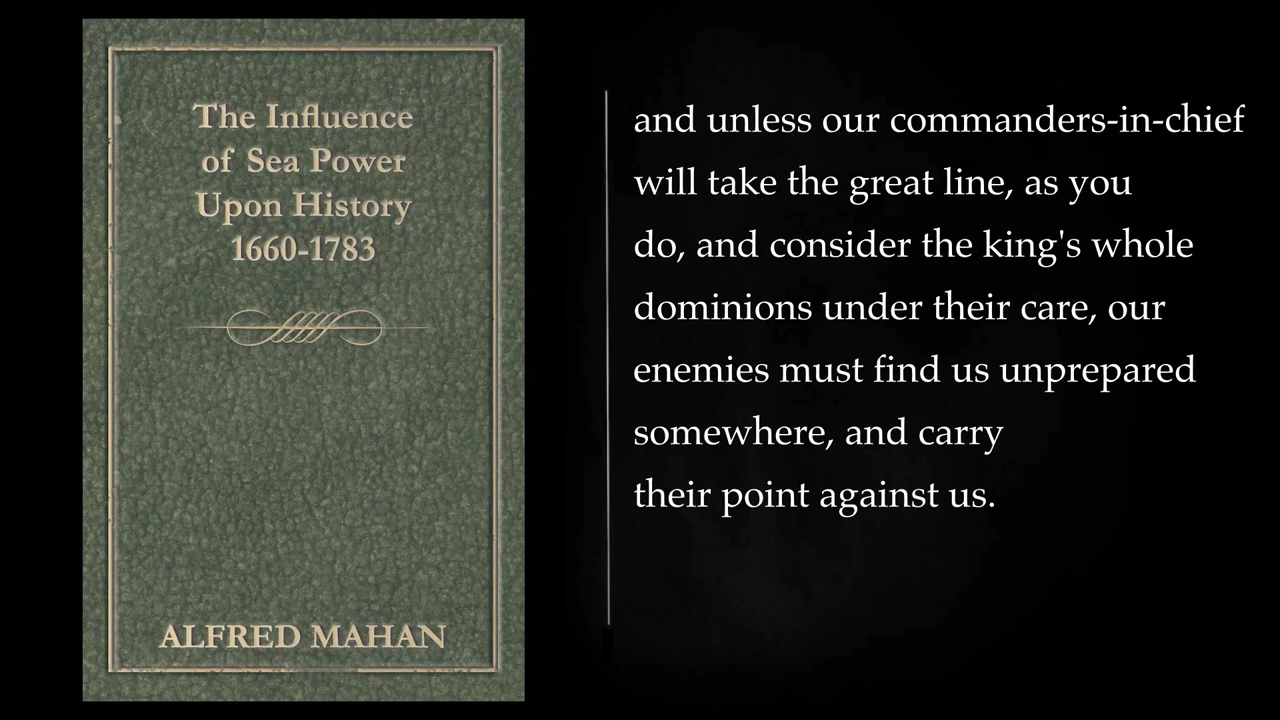 The Influence
of Sea Power
Upon History
1660-1783
ALFRED MAHAN
and unless our commanders-in-chief
will take the great line, as you
do, and consider the king's whole
dominions under their care, our
enemies must find us unprepared
somewhere, and carry
their point against us.